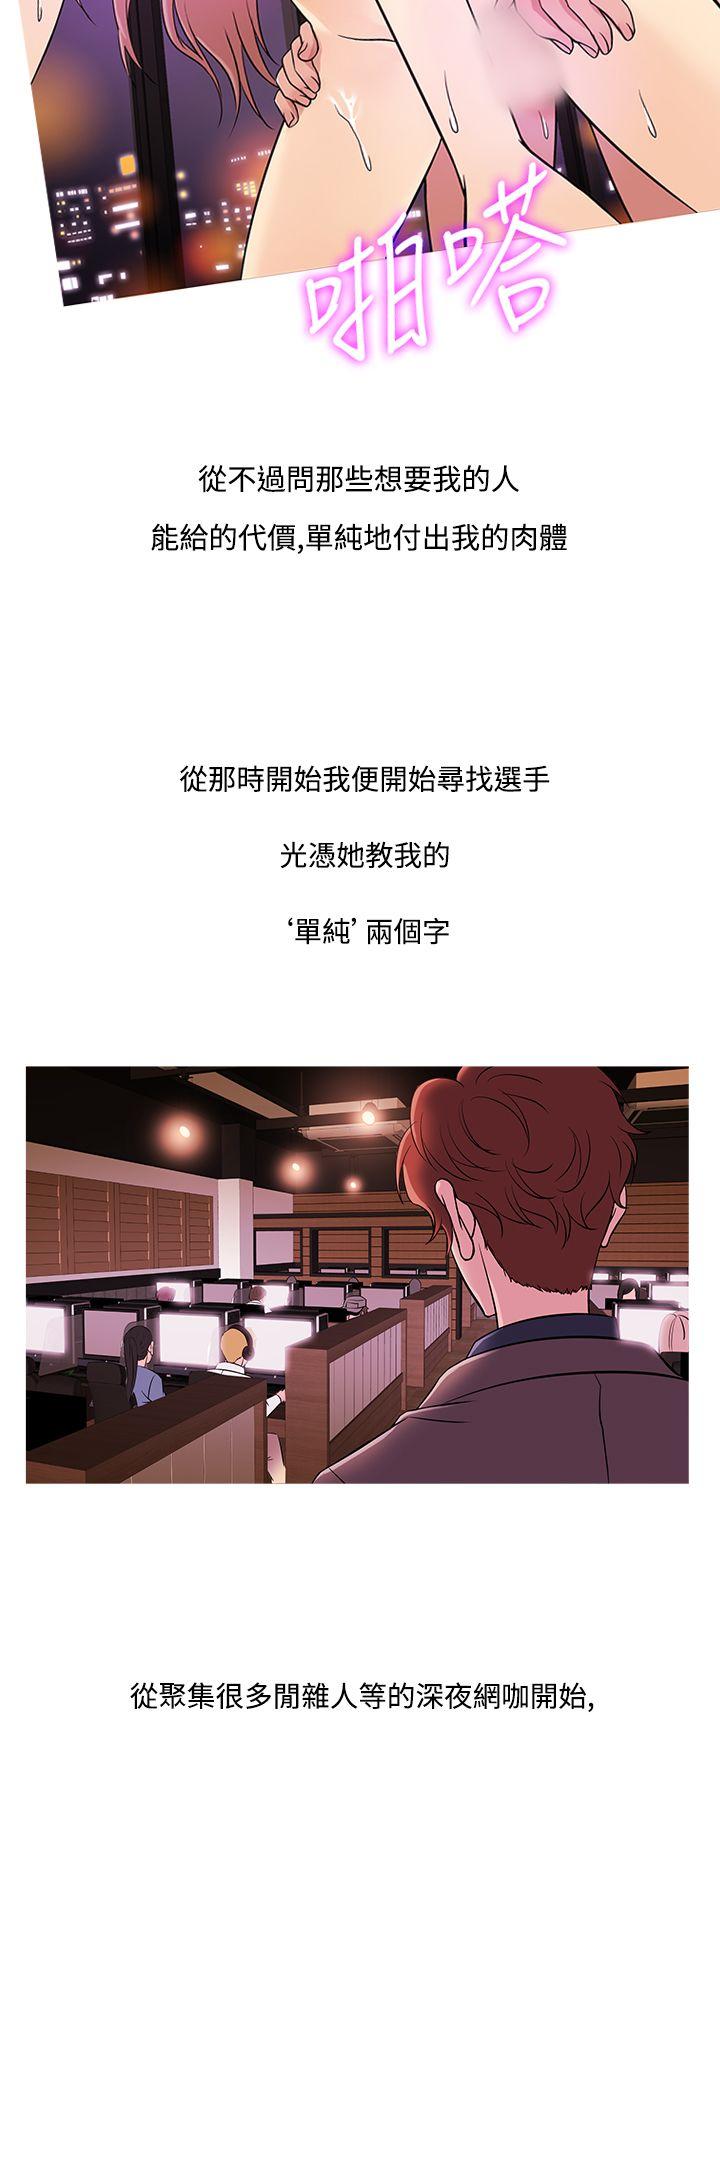 啪嗒
從不過問那些想要我的人
能給的代價,單純地付出我的肉體
從那時開始我便開始尋找選手
光憑她教我的
‘單純’ 兩個字
從聚集很多閒雜人等的深夜網咖開始,